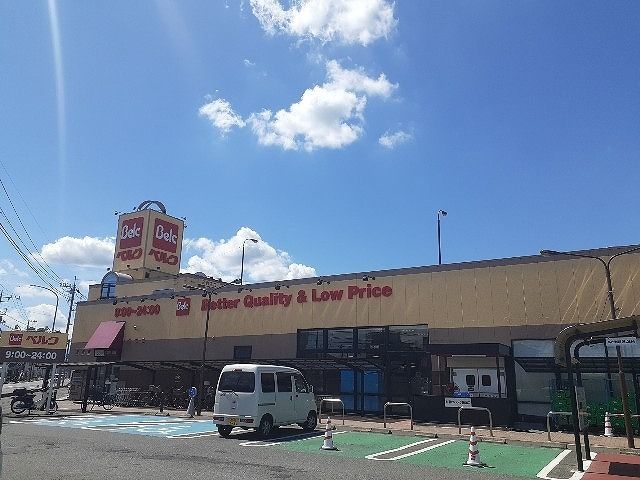 Belc
ベルク
Belc
ベルク
9:00~24:00
Belc
Better Quality & Low Price
Belc ベルク
9:00~24:00